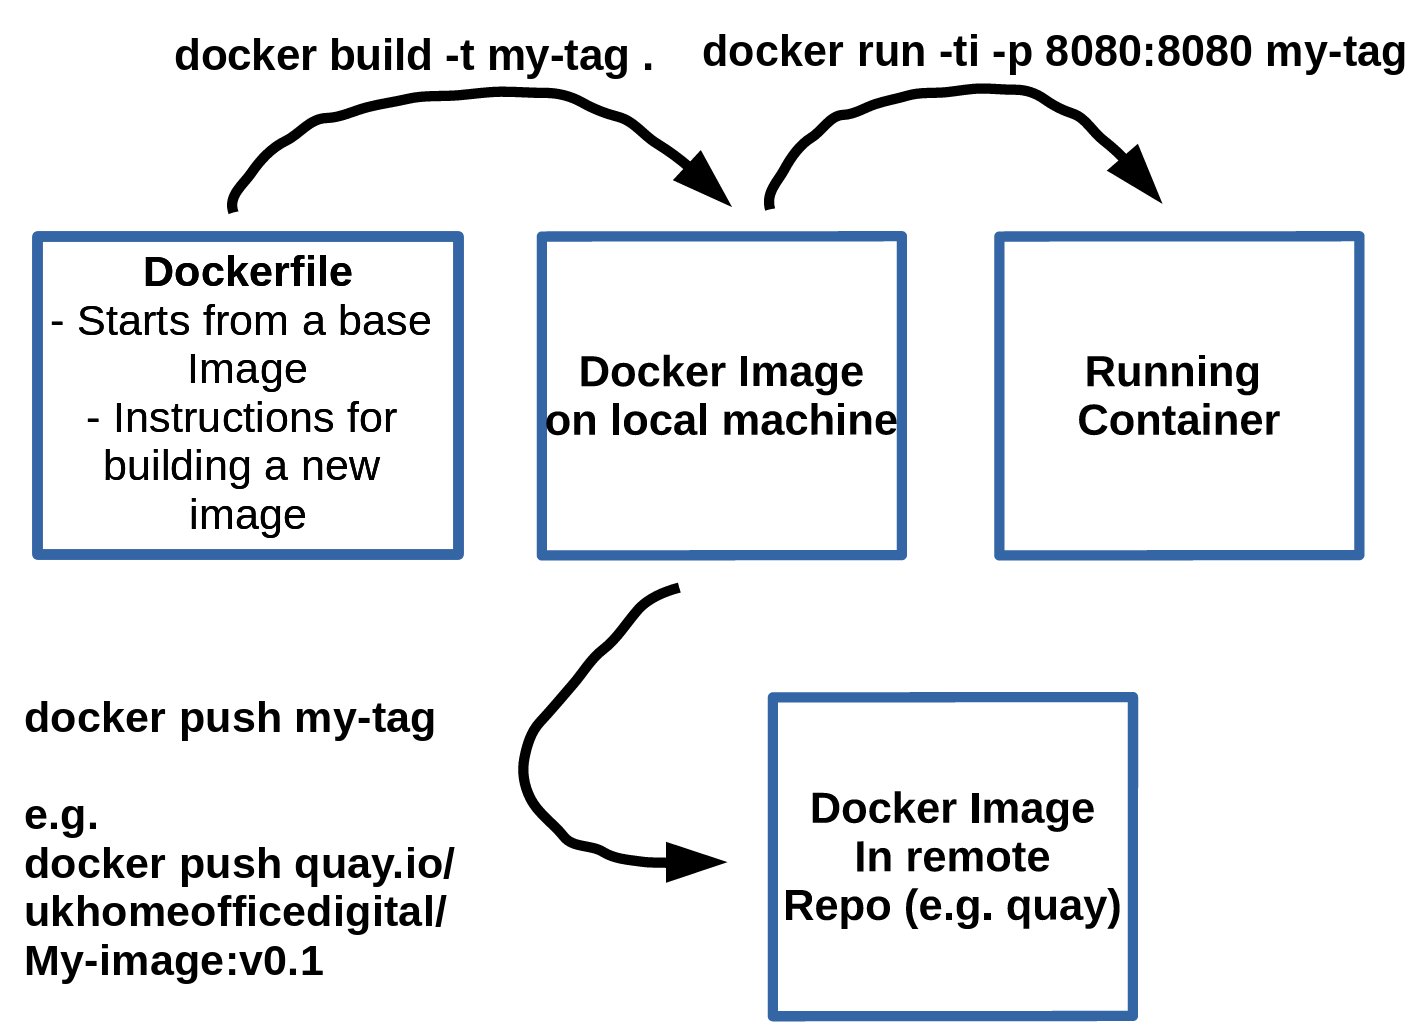 docker build -t my-tag .
docker run -ti -p 8080:8080 my-tag
Dockerfile
- Starts from a base
Image
- Instructions for
building a new
image
Docker Image
on local machine
Running
Container
docker push my-tag
e.g.
docker push quay.io/
ukhomeofficedigital/
My-image:v0.1
Docker Image
In remote
Repo (e.g. quay)